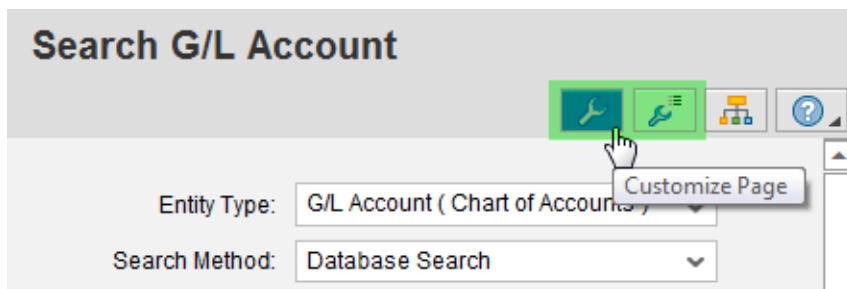 Search G/L Account
Customize Page
Entity Type: G/L Account ( Chart of Accounts )
Search Method: Database Search